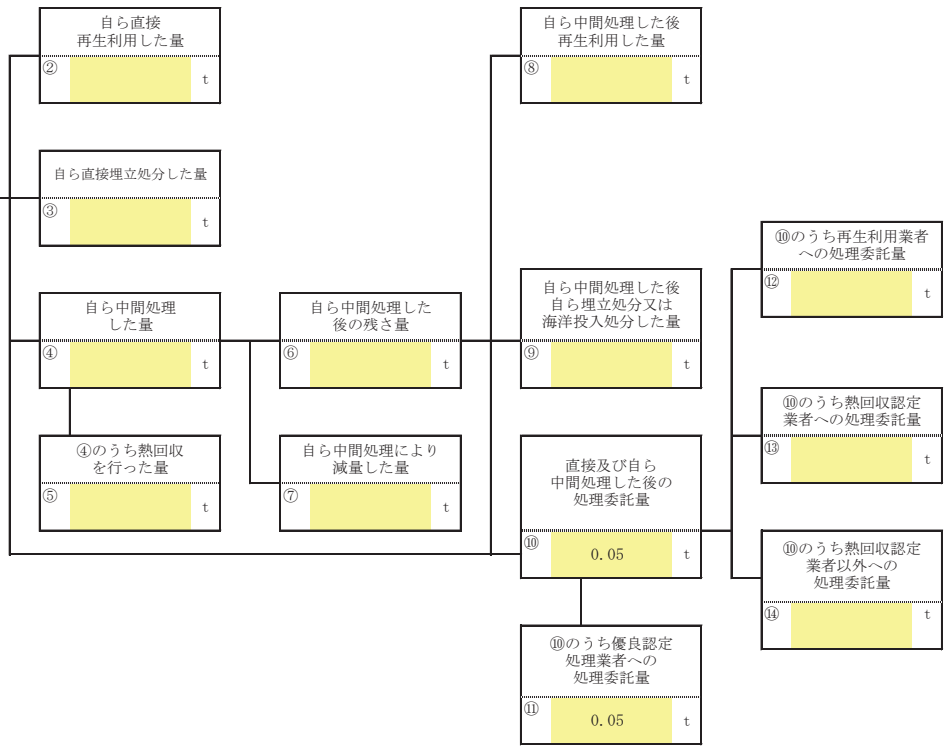 自ら直接
再生利用した量
② t
自ら直接埋立処分した量
③ t
自ら中間処理
した量
④ t
④のうち熱回収
を行った量
⑤ t
自ら中間処理した
後の残さ量
⑥ t
自ら中間処理により
減量した量
⑦ t
自ら中間処理した後
再生利用した量
⑧ t
自ら中間処理した後
自ら埋立処分又は
海洋投入処分した量
⑨ t
直接及び自ら
中間処理した後の
処理委託量
⑩ 0.05 t
⑩のうち優良認定
処理業者への
処理委託量
⑪ 0.05 t
⑩のうち再生利用業者
への処理委託量
⑫ t
⑩のうち熱回収認定
業者への処理委託量
⑬ t
⑩のうち熱回収認定
業者以外への
処理委託量
⑭ t